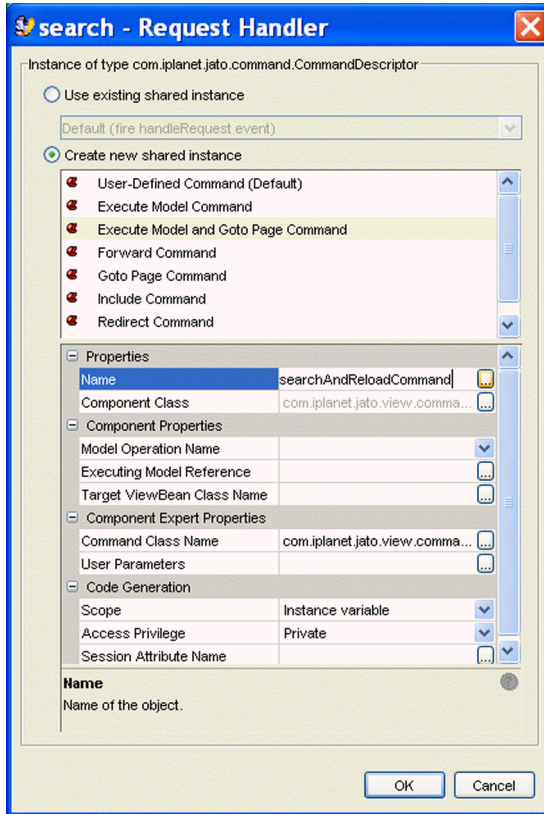 search - Request Handler
Instance of type com.iplanet.jato.command.CommandDescriptor
Use existing shared instance
Default (fire handleRequest event)
Create new shared instance
User-Defined Command (Default)
Execute Model Command
Execute Model and Goto Page Command
Forward Command
Goto Page Command
Include Command
Redirect Command
Properties
Name searchAndReloadCommand ...
Component Class com.iplanet.jato.view.comma... ...
Component Properties
Model Operation Name
Executing Model Reference ...
Target ViewBean Class Name ...
Component Expert Properties
Command Class Name com.iplanet.jato.view.comma... ...
User Parameters ...
Code Generation
Scope Instance variable
Access Privilege Private
Session Attribute Name ...
Name
Name of the object.
OK Cancel